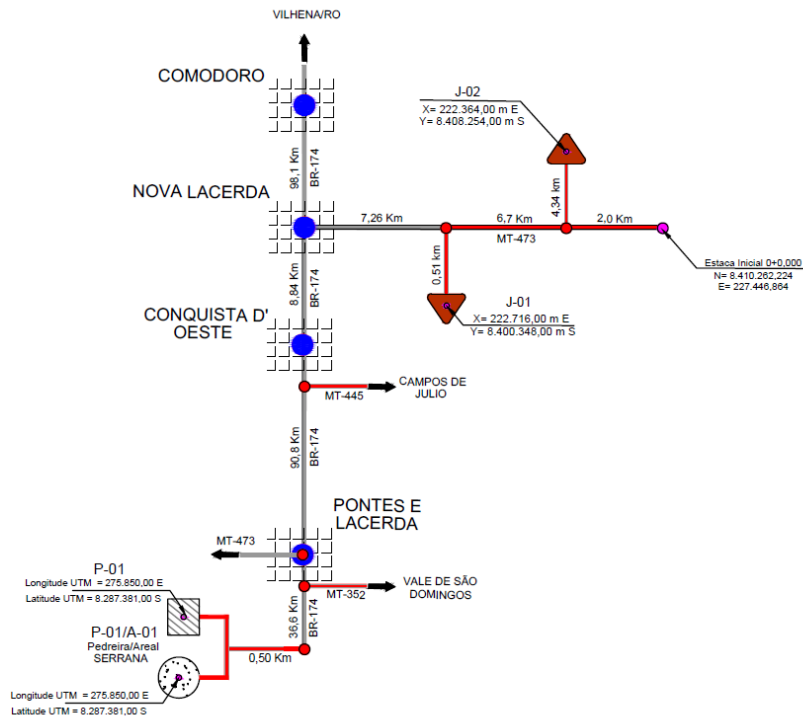 VILHENA/RO
COMODORO
98,1 Km
BR-174
J-02
X= 222.364,00 m E
Y= 8.408.254,00 m S
NOVA LACERDA
7,26 Km
6,7 Km
MT-473
4,34 Km
2,0 Km
Estaca Inicial 0+0,000
N= 8.410.262,224
E= 227.446,864
0,51 Km
J-01
X= 222.716,00 m E
Y= 8.400.348,00 m S
8,84 Km
BR-174
CONQUISTA D'
OESTE
MT-445
CAMPOS DE
JULIO
90,8 Km
BR-174
PONTES E
LACERDA
MT-473
MT-352
VALE DE SÃO
DOMINGOS
36,6 Km
BR-174
P-01
Longitude UTM = 275.850,00 E
Latitude UTM = 8.287.381,00 S
P-01/A-01
Pedreira/Areal
SERRANA
0,50 Km
Longitude UTM = 275.850,00 E
Latitude UTM = 8.287.381,00 S